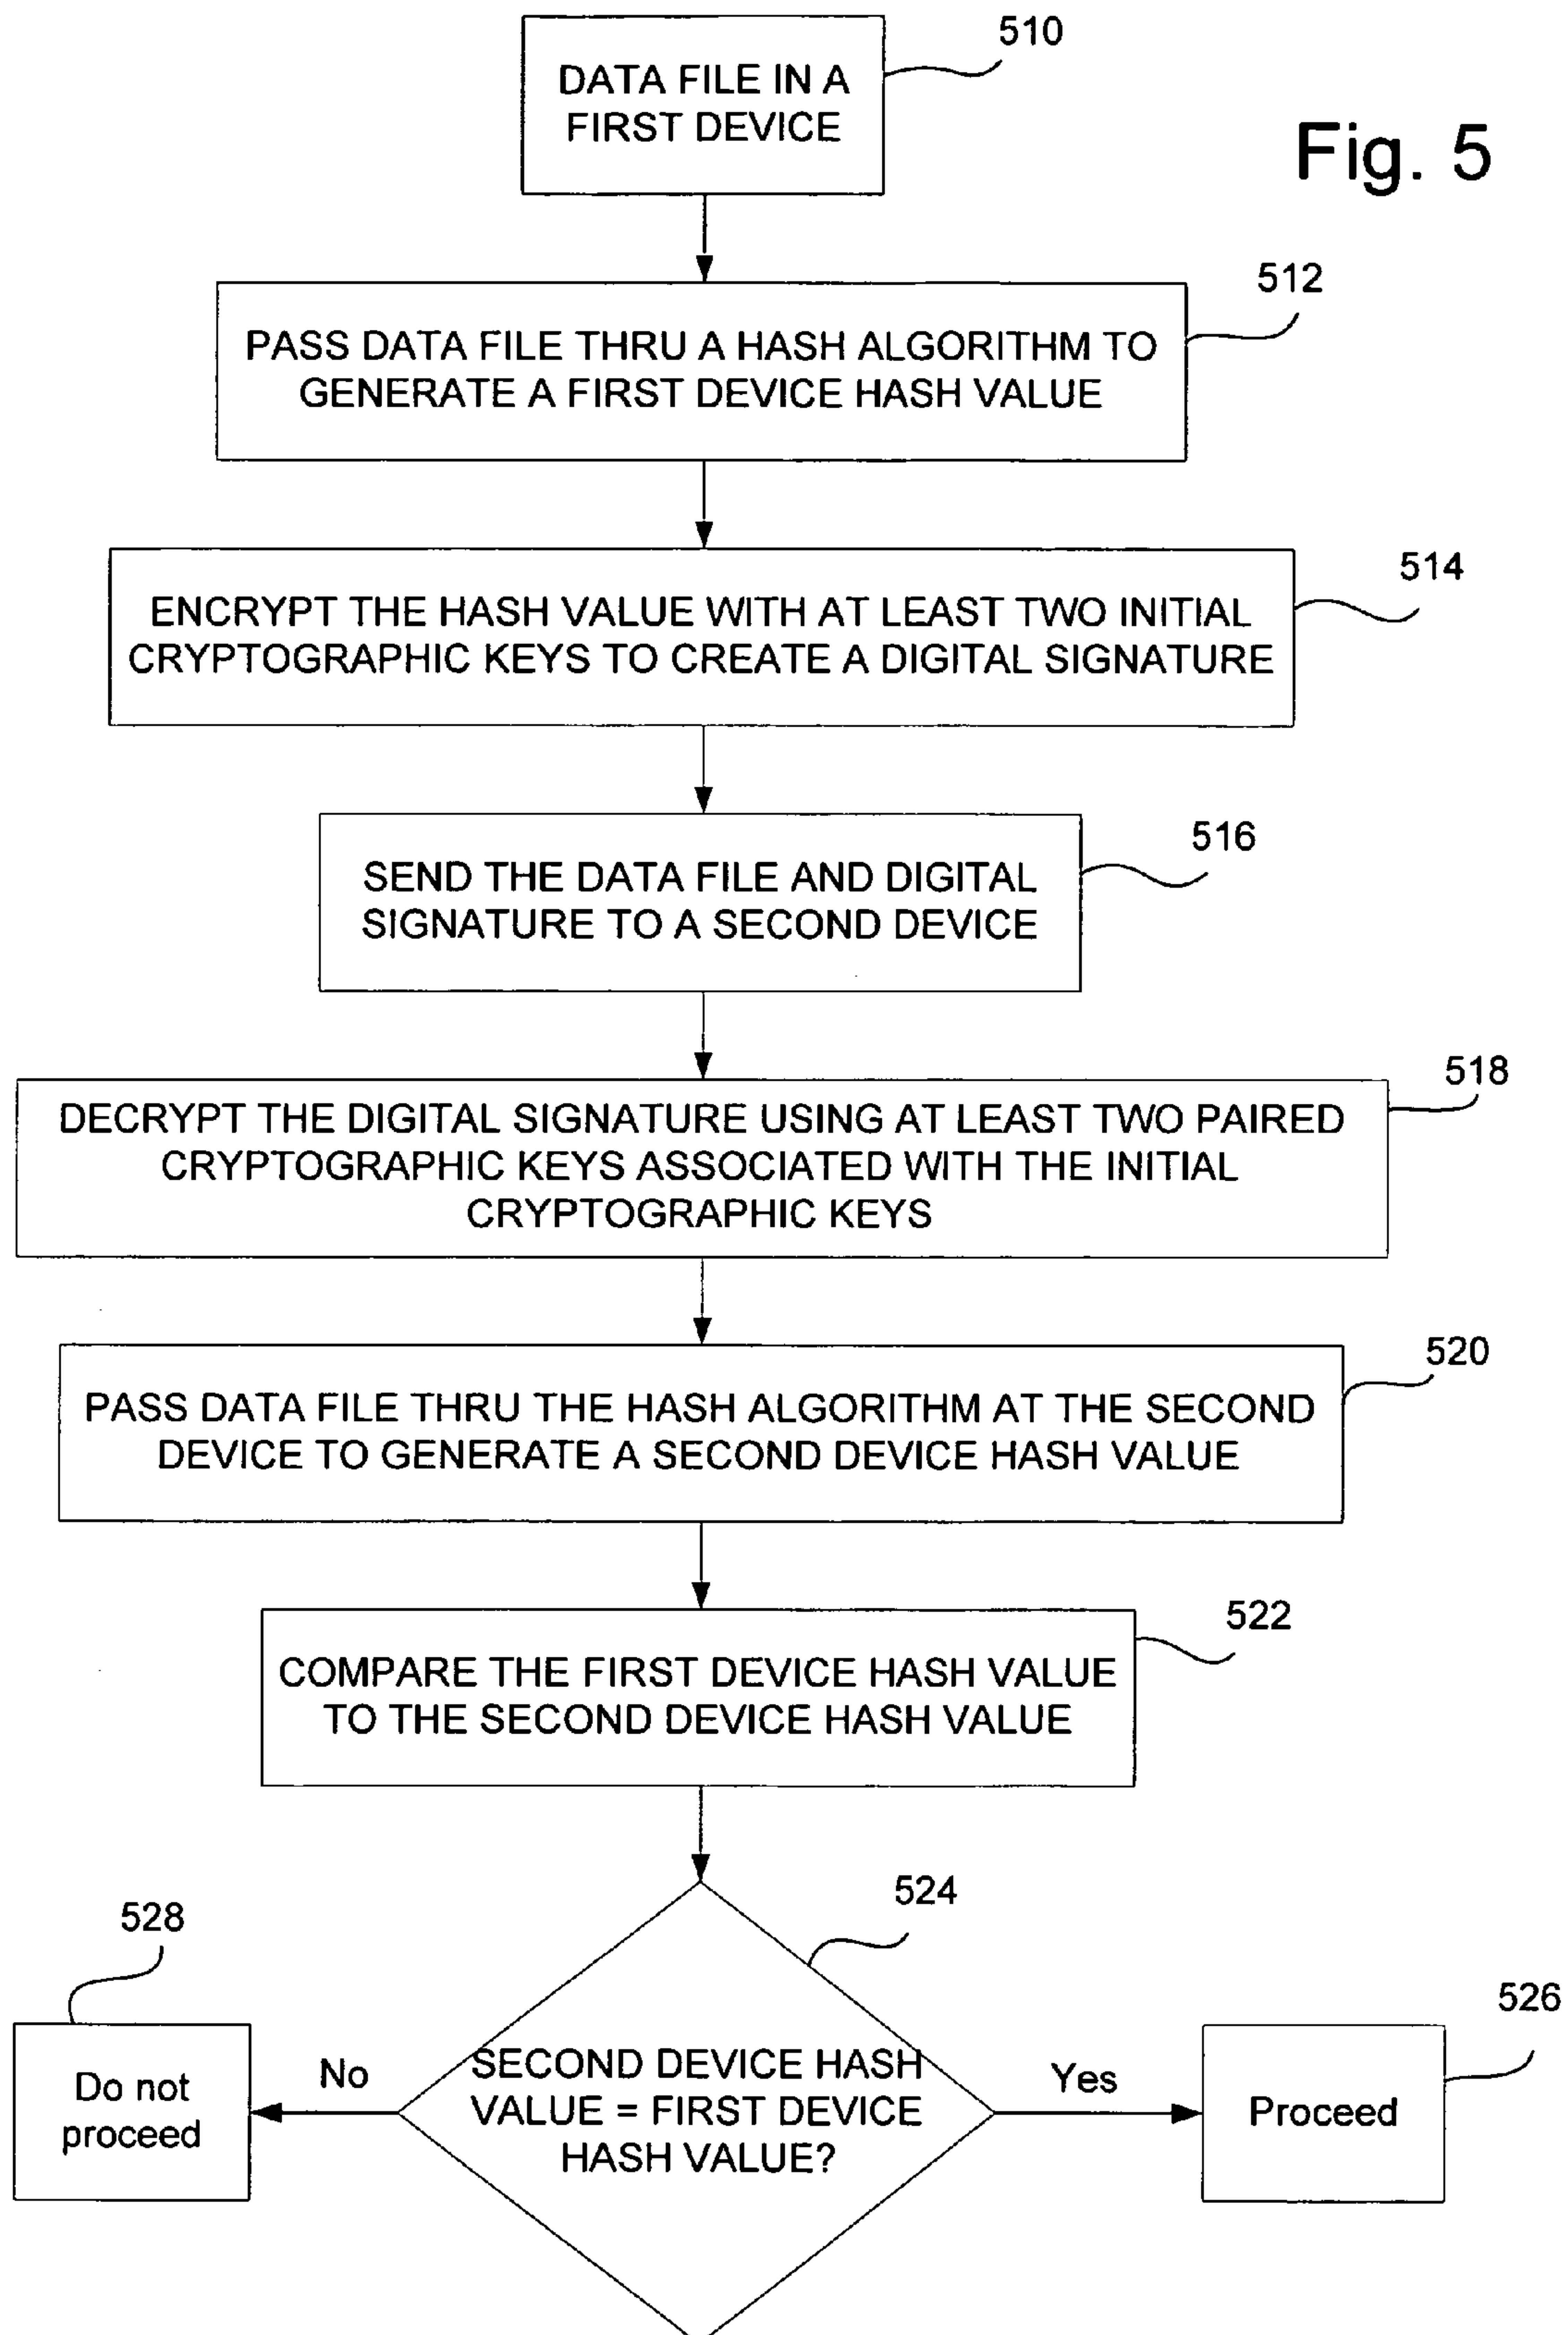 510
DATA FILE IN A
FIRST DEVICE
Fig. 5
512
PASS DATA FILE THRU A HASH ALGORITHM TO
GENERATE A FIRST DEVICE HASH VALUE
514
ENCRYPT THE HASH VALUE WITH AT LEAST TWO INITIAL
CRYPTOGRAPHIC KEYS TO CREATE A DIGITAL SIGNATURE
516
SEND THE DATA FILE AND DIGITAL
SIGNATURE TO A SECOND DEVICE
518
DECRYPT THE DIGITAL SIGNATURE USING AT LEAST TWO PAIRED
CRYPTOGRAPHIC KEYS ASSOCIATED WITH THE INITIAL
CRYPTOGRAPHIC KEYS
520
PASS DATA FILE THRU THE HASH ALGORITHM AT THE SECOND
DEVICE TO GENERATE A SECOND DEVICE HASH VALUE
522
COMPARE THE FIRST DEVICE HASH VALUE
TO THE SECOND DEVICE HASH VALUE
524
528
526
SECOND DEVICE HASH
VALUE = FIRST DEVICE
HASH VALUE?
No
Do not
proceed
Yes
Proceed